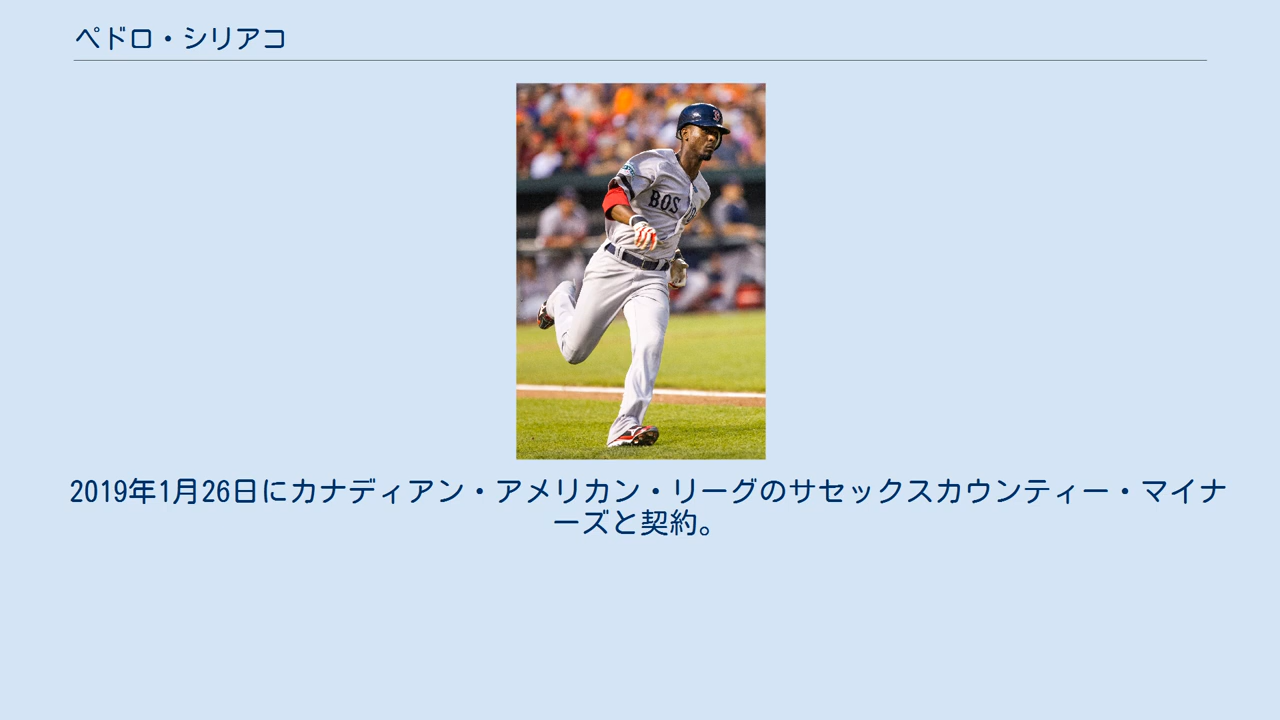 ペドロ・シリアコ
BOS
2019年1月26日にカナディアン・アメリカン・リーグのサセックスカウンティー・マイナ
ーズと契約。